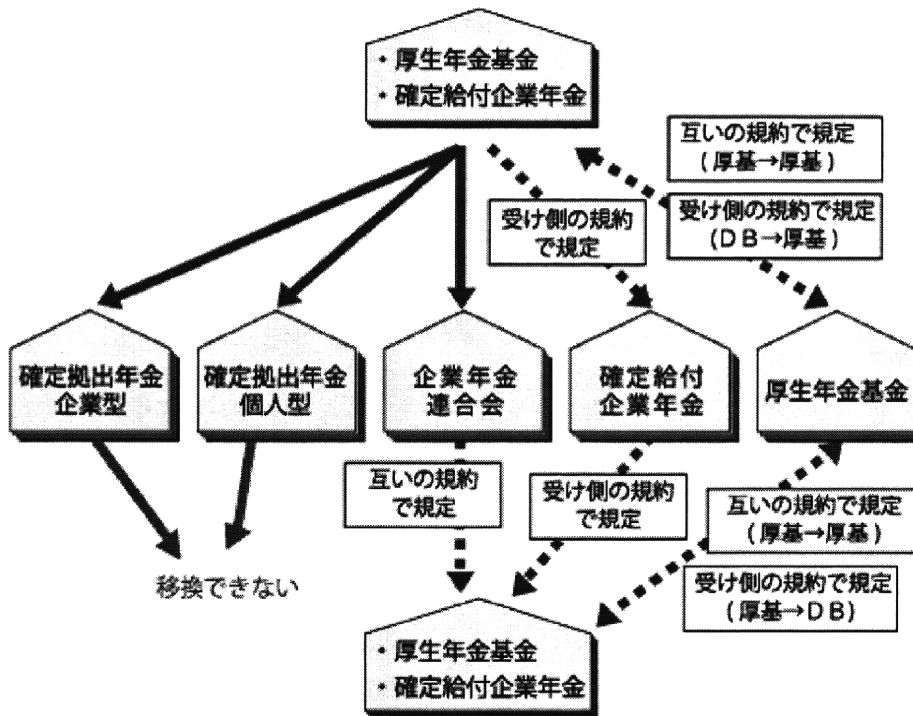 ・厚生年金基金
・確定給付企業年金
互いの規約で規定
(厚基→厚基)
受け側の規約で規定
(DB→厚基)
受け側の規約
で規定
確定拠出年金
企業型
確定拠出年金
個人型
企業年金
連合会
確定給付
企業年金
厚生年金基金
互いの規約
で規定
受け側の規約
で規定
互いの規約で規定
(厚基→厚基)
受け側の規約で規定
(厚基→DB)
移換できない
・厚生年金基金
・確定給付企業年金